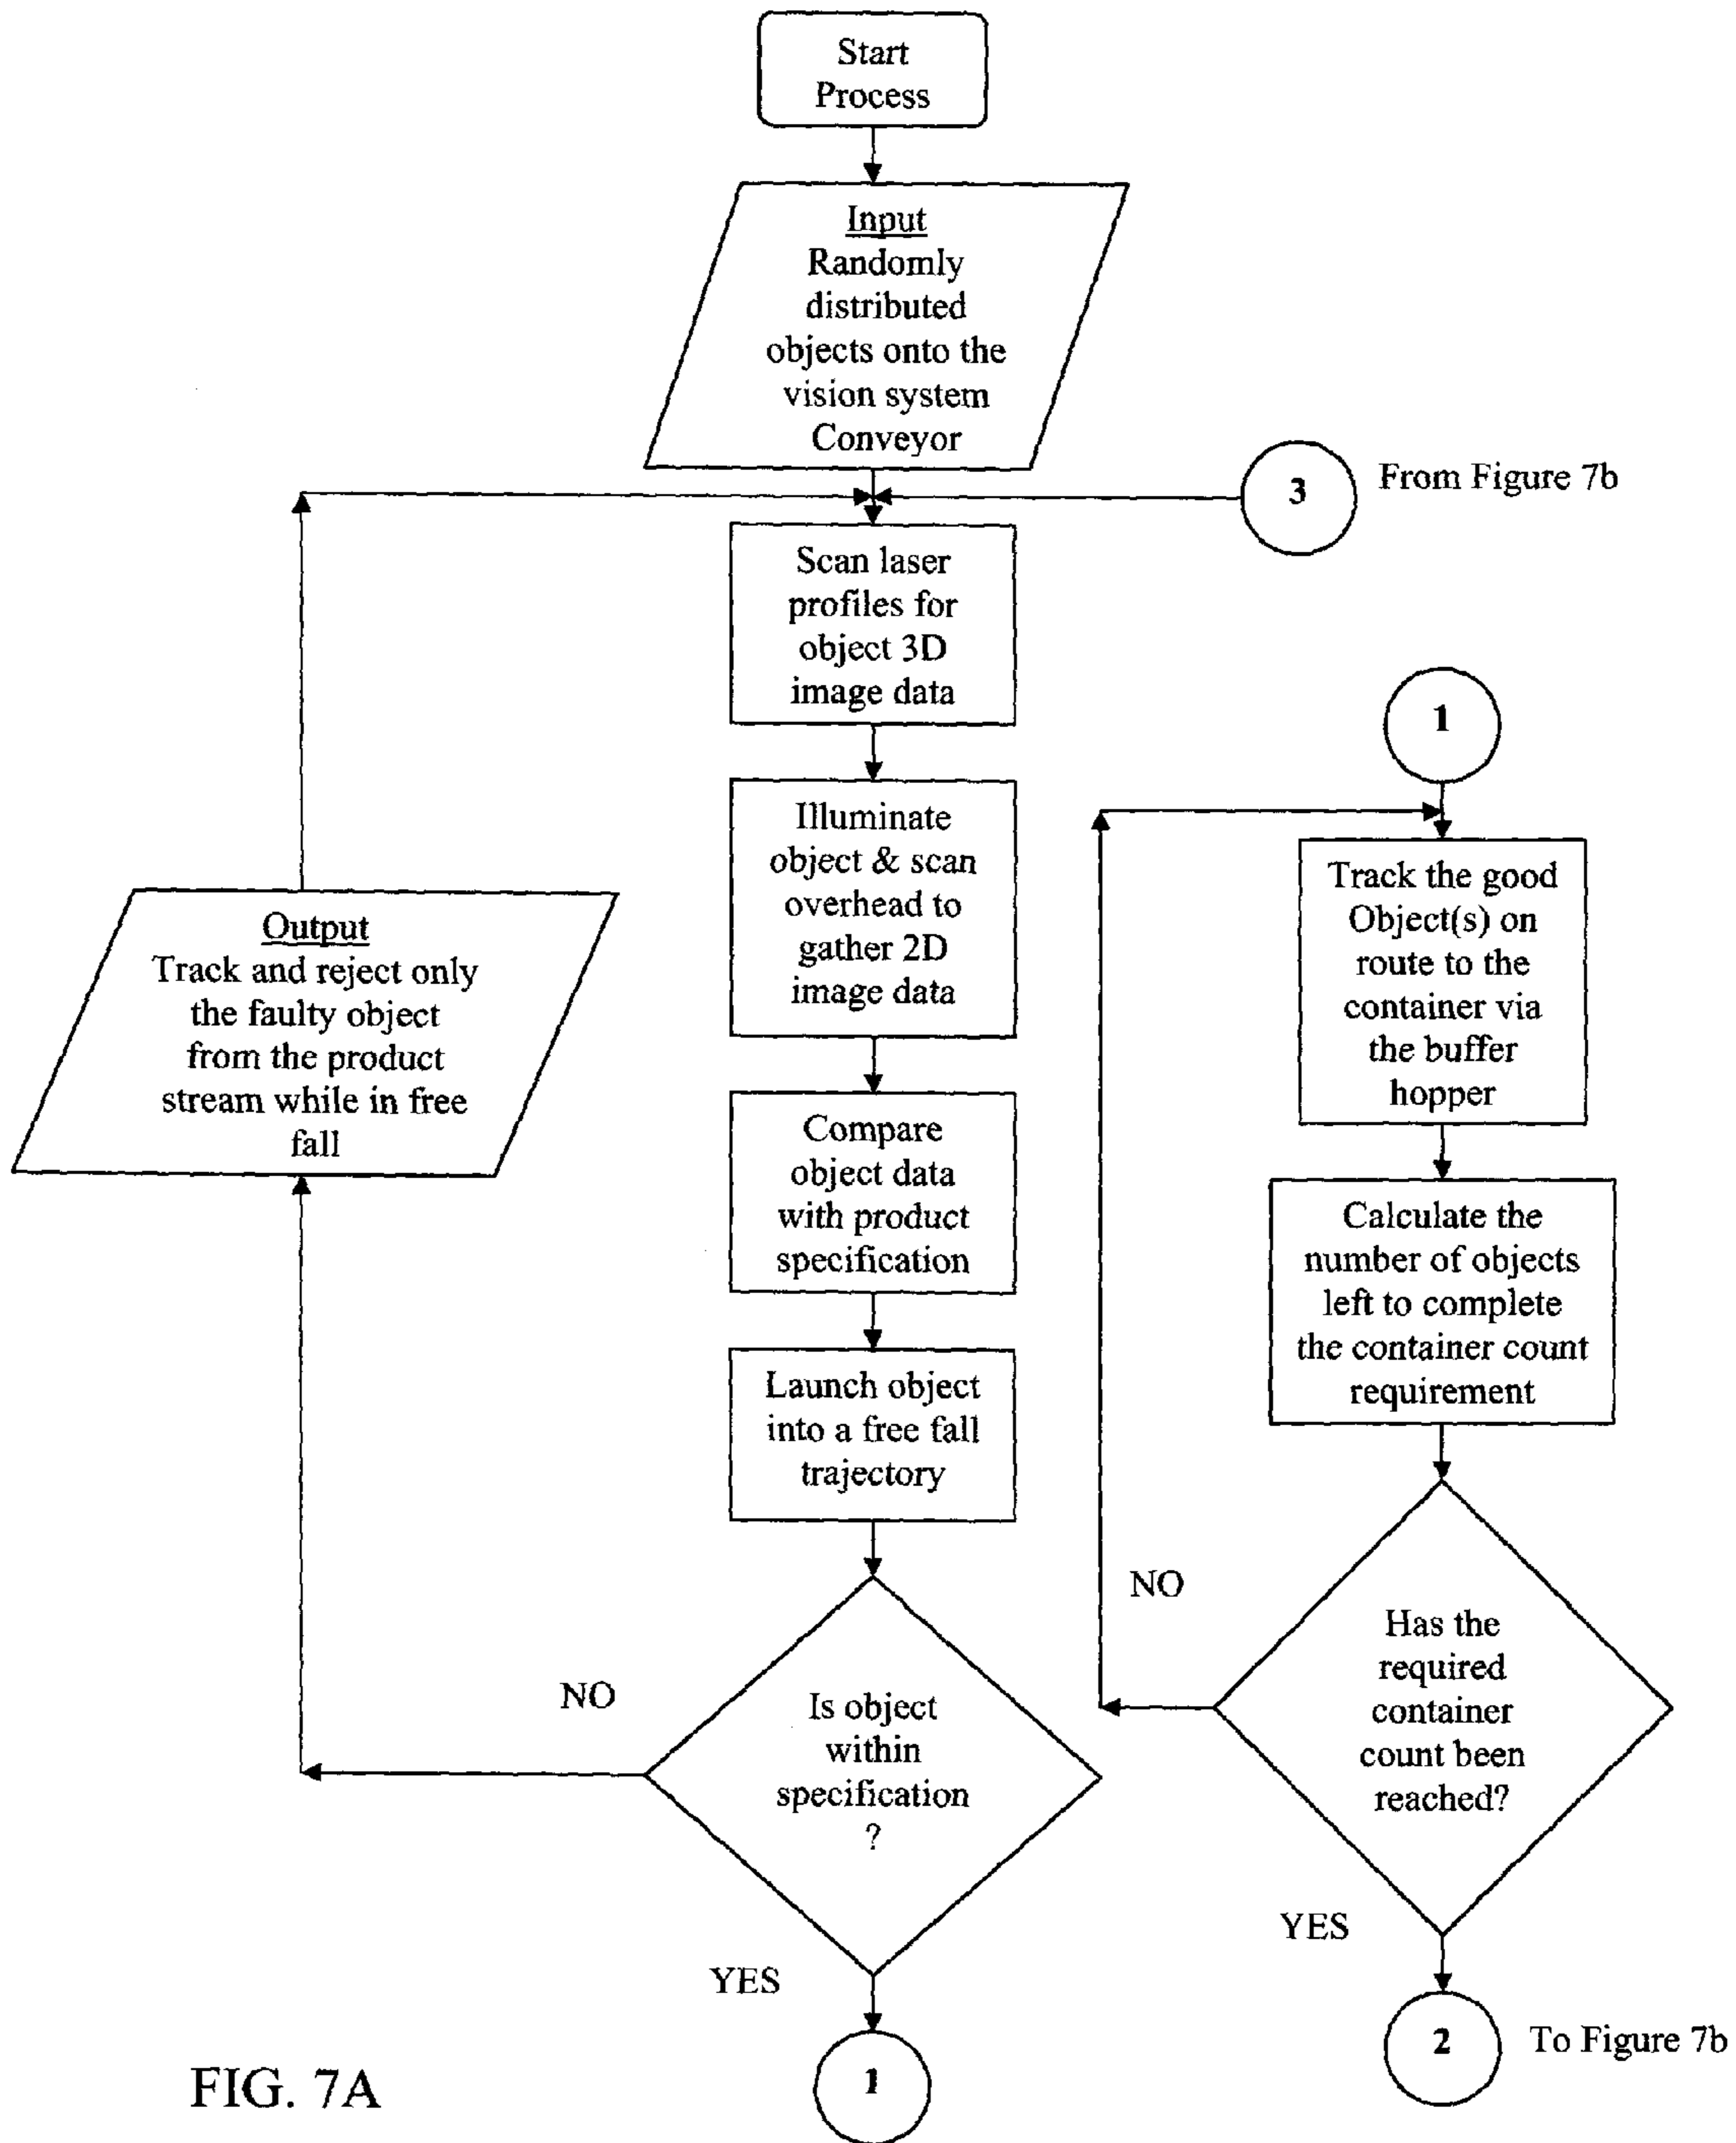 Start
Process
Input
Randomly
distributed
objects onto the
vision system
Conveyor
3
From Figure 7b
Scan laser
profiles for
object 3D
image data
Illuminate
object & scan
overhead to
gather 2D
image data
Output
Track and reject only
the faulty object
from the product
stream while in free
fall
Compare
object data
with product
specification
Launch object
into a free fall
trajectory
NO
Is object
within
specification
?
YES
1
1
Track the good
Object(s) on
route to the
container via
the buffer
hopper
Calculate the
number of objects
left to complete
the container count
requirement
NO
Has the
required
container
count been
reached?
YES
2
To Figure 7b
FIG. 7A